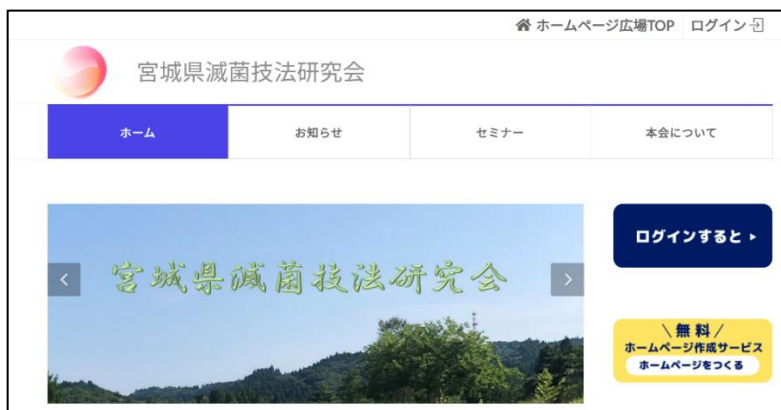 ホームページ広場TOP ログイン
宮城県滅菌技法研究会
ホーム お知らせ セミナー 本会について
宮城県滅菌技法研究会
ログインすると
\ 無料 /
ホームページ作成サービス
ホームページをつくる